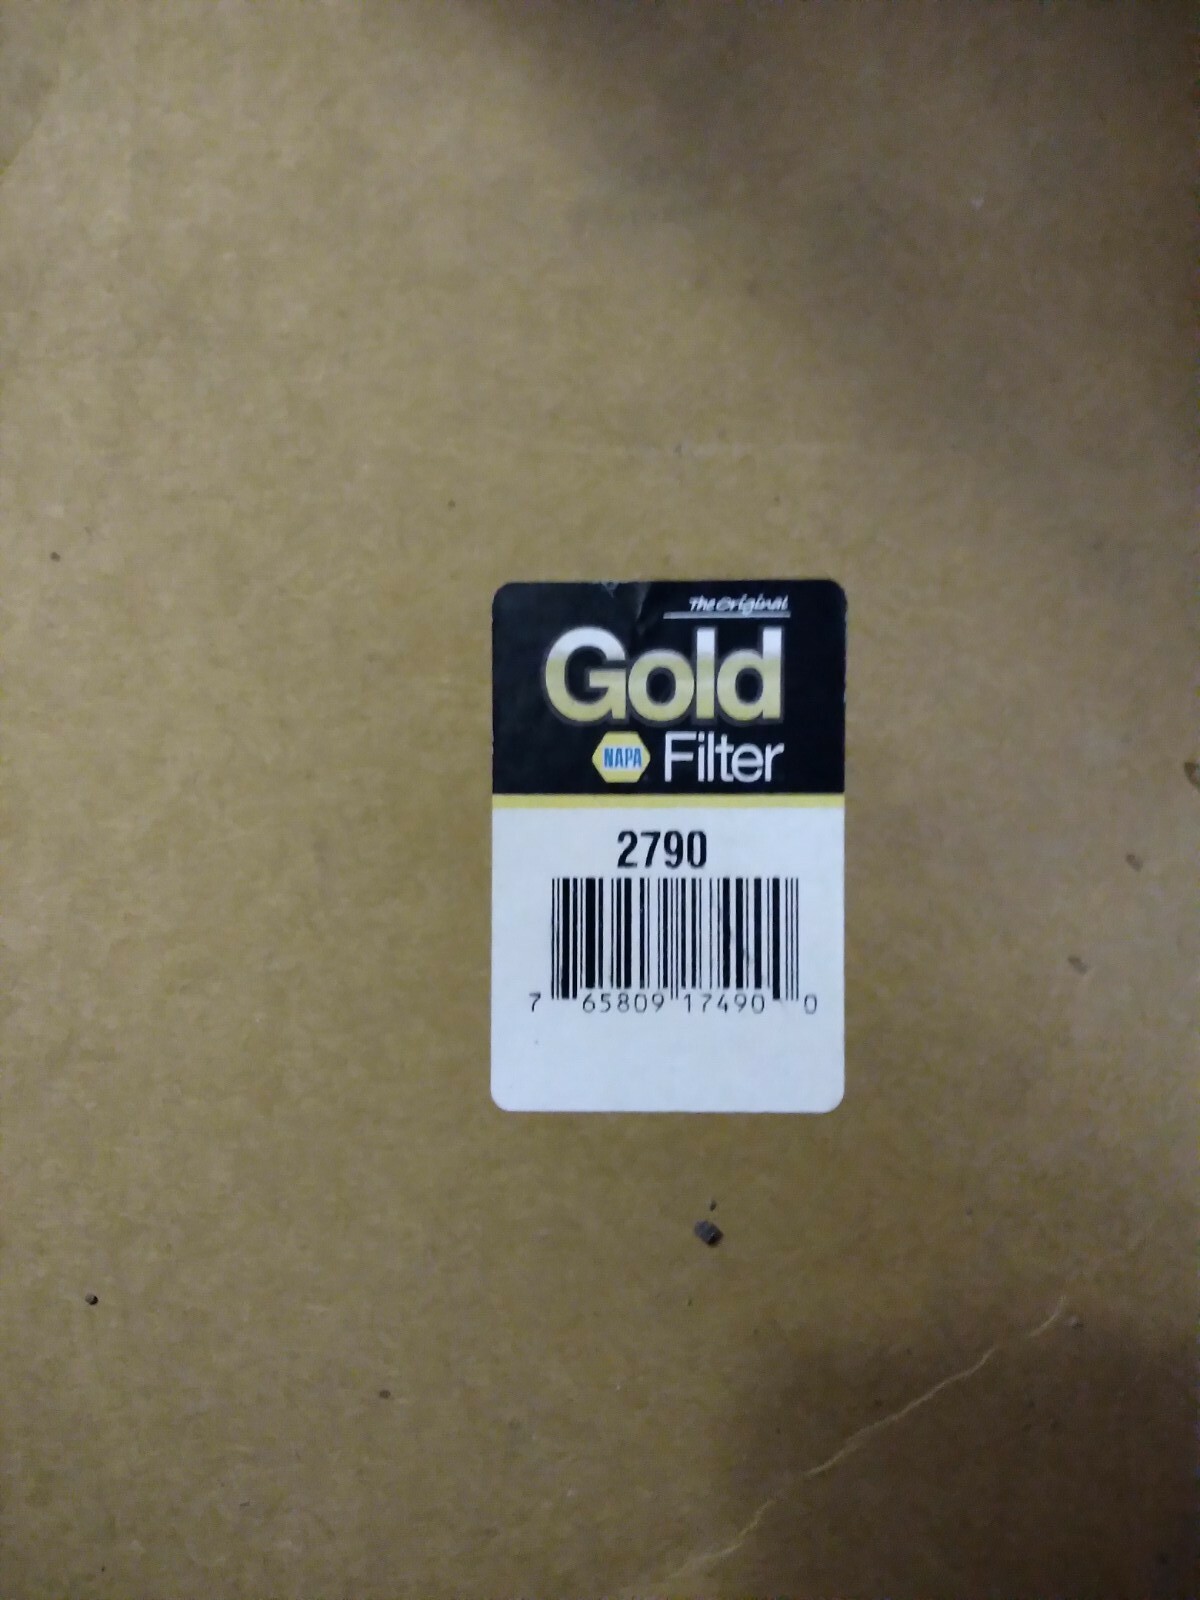 The Original
Gold
NAPA Filter
2790
7 65809 17490 0